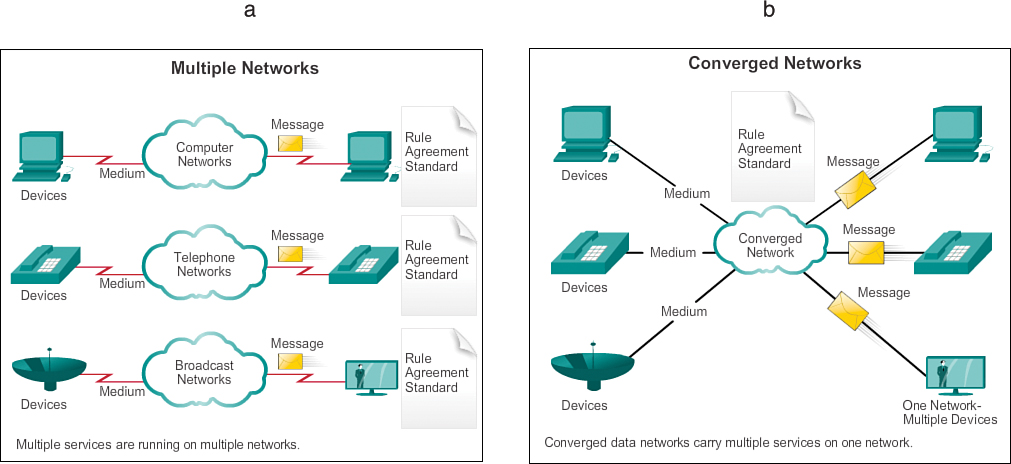 a
Multiple Networks
Computer
Networks
Message
Rule
Agreement
Standard
Medium
Devices
Telephone
Networks
Message
Rule
Agreement
Standard
Medium
Devices
Broadcast
Networks
Message
Rule
Agreement
Standard
Medium
Devices
Multiple services are running on multiple networks.
b
Converged Networks
Rule
Agreement
Standard
Devices
Medium
Message
Converged
Network
Devices
Medium
Message
Devices
Medium
Message
One Network-
Multiple Devices
Converged data networks carry multiple services on one network.